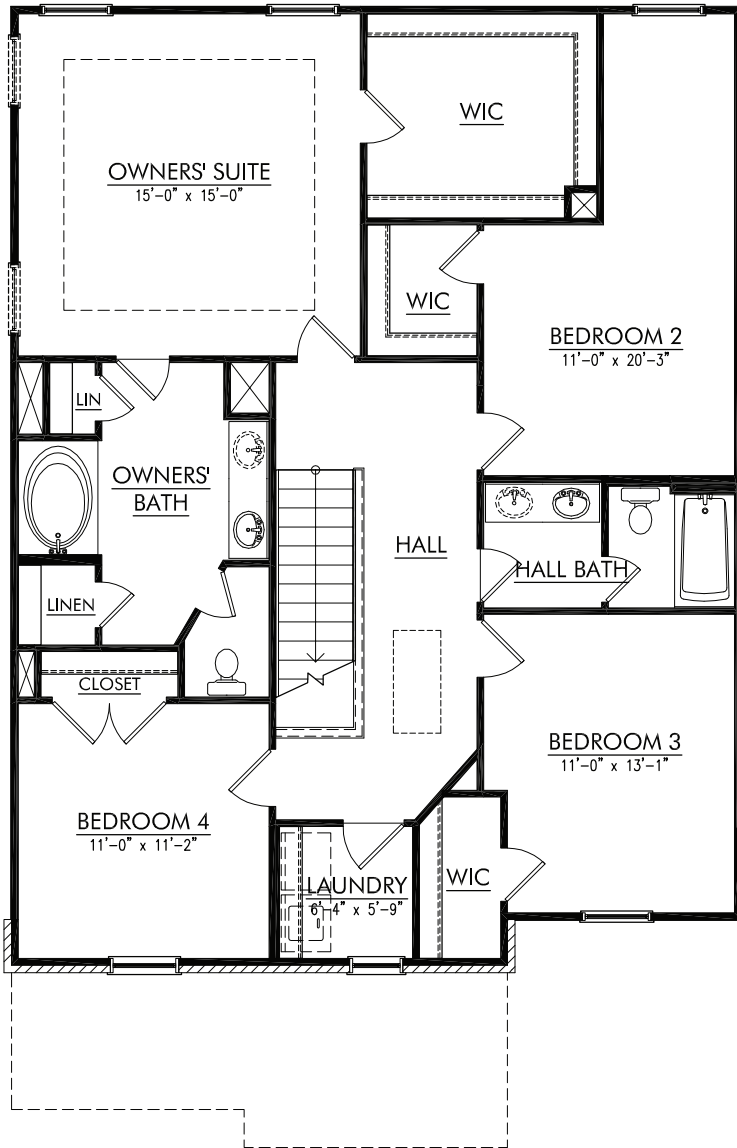 WIC
OWNERS' SUITE
15'-0" x 15'-0"
WIC
BEDROOM 2
11'-0" x 20'-3"
LIN
OWNERS'
BATH
HALL
HALL BATH
LINEN
CLOSET
BEDROOM 3
11'-0" x 13'-1"
BEDROOM 4
11'-0" x 11'-2"
LAUNDRY
6'-4" x 5'-9"
WIC